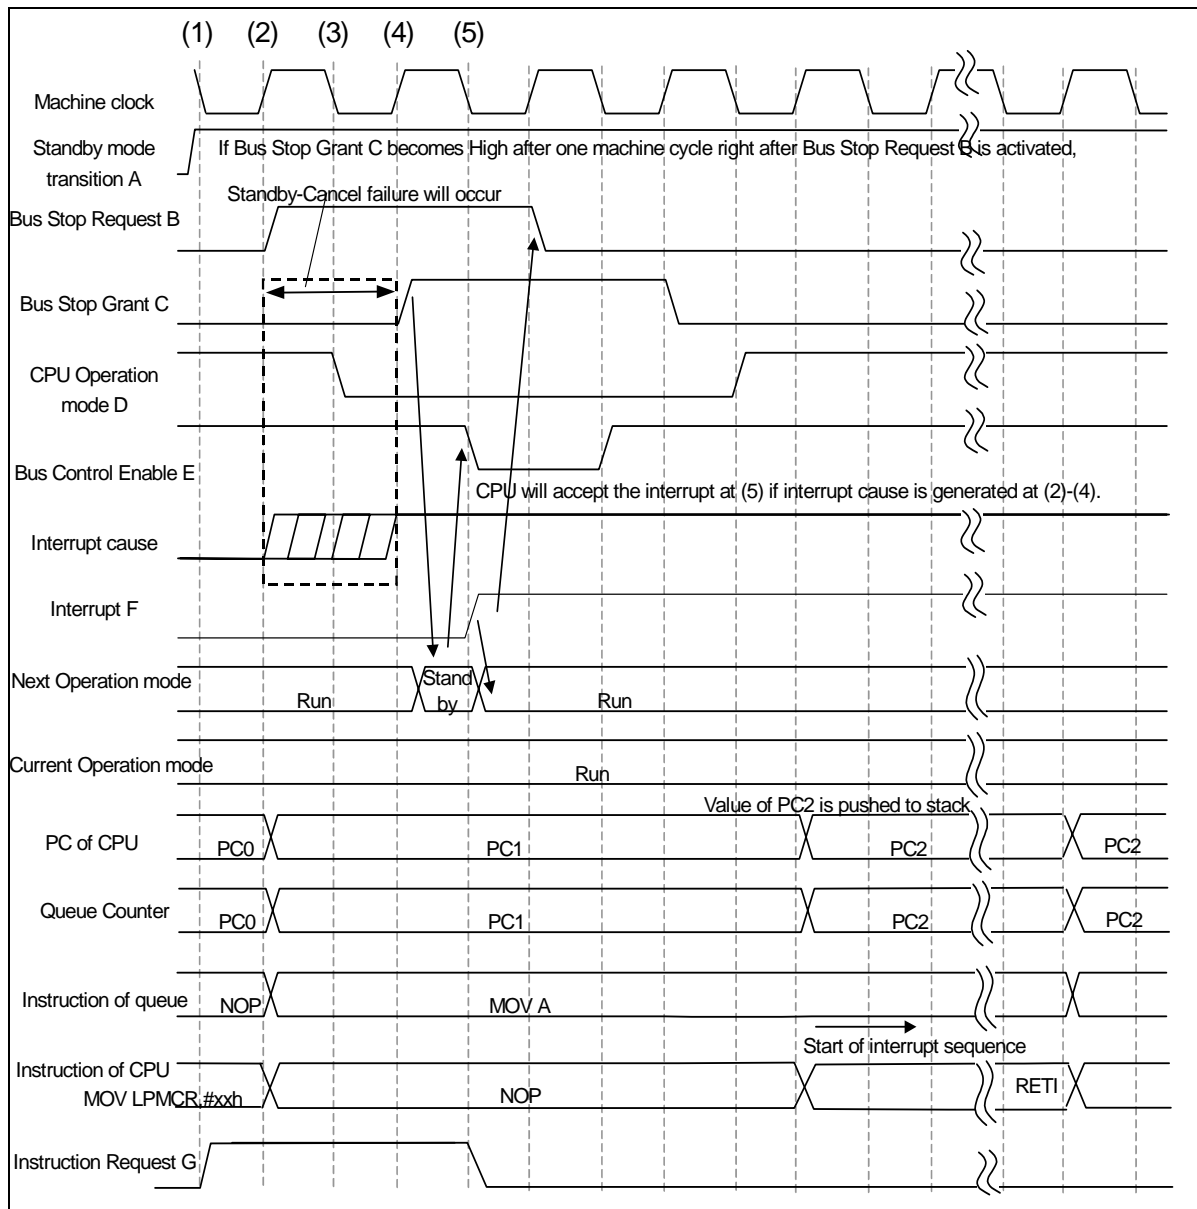 (1) (2) (3) (4) (5)
Machine clock
Standby mode
transition A
If Bus Stop Grant C becomes High after one machine cycle right after Bus Stop Request B is activated,
Standby-Cancel failure will occur
Bus Stop Request B
Bus Stop Grant C
CPU Operation
mode D
Bus Control Enable E
CPU will accept the interrupt at (5) if interrupt cause is generated at (2)-(4).
Interrupt cause
Interrupt F
Next Operation mode
Run
Stand
by
Run
Current Operation mode
Run
Value of PC2 is pushed to stack
PC of CPU
PC0 PC1 PC2 PC2
Queue Counter
PC0 PC1 PC2 PC2
Instruction of queue
NOP MOV A
Start of interrupt sequence
Instruction of CPU
MOV LPMCR,#xxh
NOP
RETI
Instruction Request G